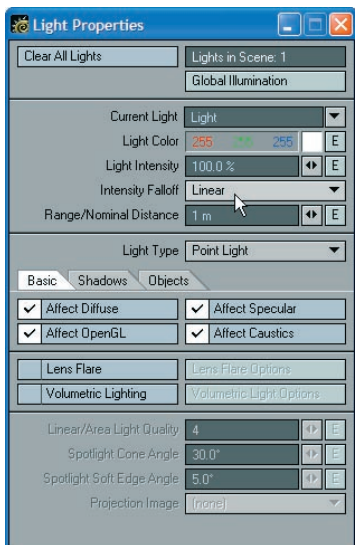 Light Properties
Clear All Lights
Lights in Scene: 1
Global Illumination
Current Light Light
Light Color 255 255 255 E
Light Intensity 100.0 % E
Intensity Falloff Linear
Range/Nominal Distance 1 m E
Light Type Point Light
Basic Shadows Objects
Affect Diffuse Affect Specular
Affect OpenGL Affect Caustics
Lens Flare Lens Flare Options
Volumetric Lighting Volumetric Light Options
Linear/Area Light Quality 4 E
Spotlight Cone Angle 30.0° E
Spotlight Soft Edge Angle 5.0° E
Projection Image (none)